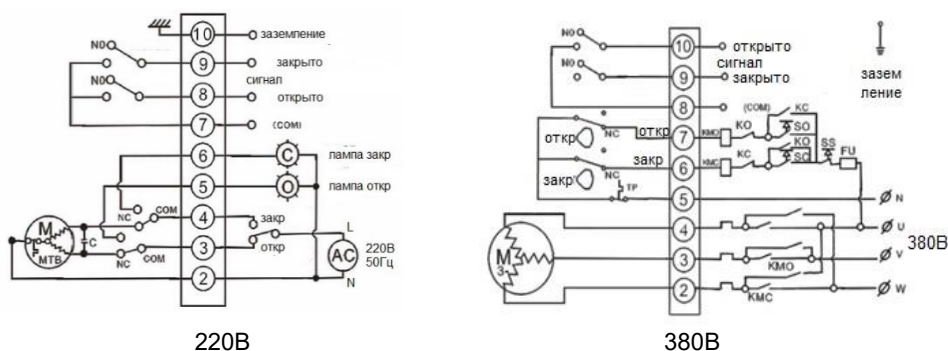 10 заземление
NO
9 закрыто
сигнал
NO
8 открыто
7 (COM)
6 C лампа закр
5 O лампа откр
NC COM 4 закр
L
M C
MTB
NC COM 3 откр
AC 220В
50Гц
2 N
220В
NO
10 открыто
сигнал
NO
9 закрыто
зазем
ление
8 (COM) KC
откр NC откр 7 KMO KO SO
KO SS
закр NC закр 6 KMC KC SC FU
TP
5 N
4 U
380В
M
3
3 KMO V
2 KMC W
380В